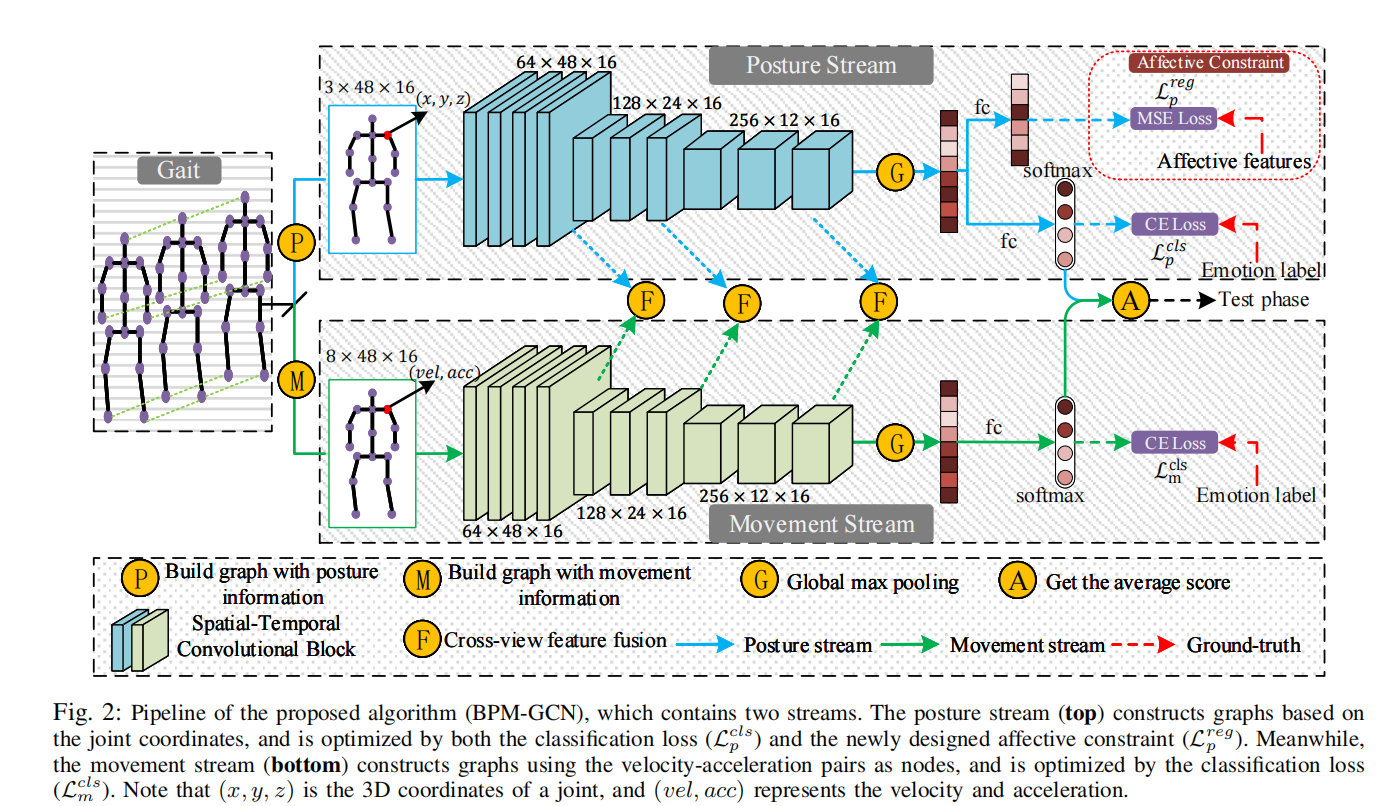 Posture Stream
64 × 48 × 16
3 × 48 × 16
(x, y, z)
128 × 24 × 16
256 × 12 × 16
fc
Affective Constraint
ℒ_p^reg
MSE Loss
Affective features
Gait
G
softmax
fc
CE Loss
ℒ_p^cls
Emotion label
P
F
F
F
A
Test phase
M
8 × 48 × 16
(vel, acc)
G
fc
CE Loss
ℒ_m^cls
Emotion label
softmax
256 × 12 × 16
128 × 24 × 16
64 × 48 × 16
Movement Stream
P Build graph with posture
information
M Build graph with movement
information
G Global max pooling
A Get the average score
Spatial-Temporal
Convolutional Block
F Cross-view feature fusion
Posture stream
Movement stream
Ground-truth
Fig. 2: Pipeline of the proposed algorithm (BPM-GCN), which contains two streams. The posture stream (top) constructs graphs based on
the joint coordinates, and is optimized by both the classification loss (ℒ_p^cls) and the newly designed affective constraint (ℒ_p^reg). Meanwhile,
the movement stream (bottom) constructs graphs using the velocity-acceleration pairs as nodes, and is optimized by the classification loss
(ℒ_m^cls). Note that (x, y, z) is the 3D coordinates of a joint, and (vel, acc) represents the velocity and acceleration.